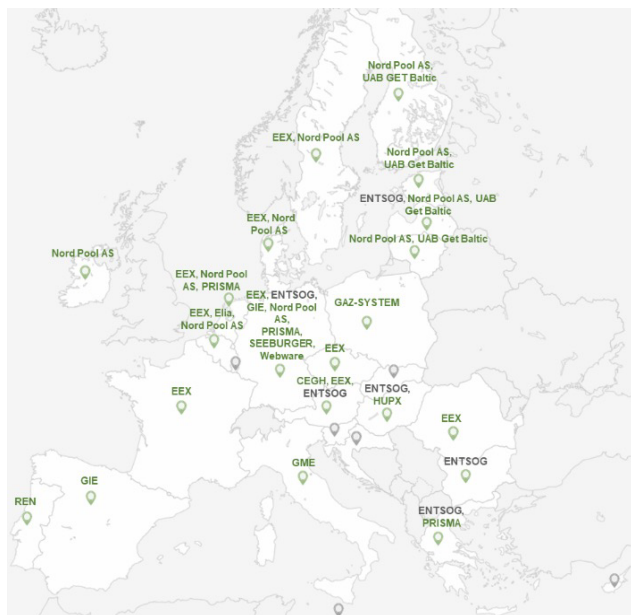 Nord Pool AS,
UAB GET Baltic
EEX, Nord Pool AS
Nord Pool AS,
UAB Get Baltic
ENTSOG, Nord Pool AS, UAB
Get Baltic
EEX, Nord
Pool AS
Nord Pool AS, UAB Get Baltic
Nord Pool AS
EEX, Nord Pool
AS, PRISMA
EEX, ENTSOG,
GIE, Nord Pool
AS,
PRISMA,
SEEBURGER,
Webware
GAZ-SYSTEM
EEX, Elia,
Nord Pool AS
EEX
CEGH, EEX,
ENTSOG
ENTSOG,
HUPX
EEX
EEX
ENTSOG
GME
GIE
REN
ENTSOG,
PRISMA